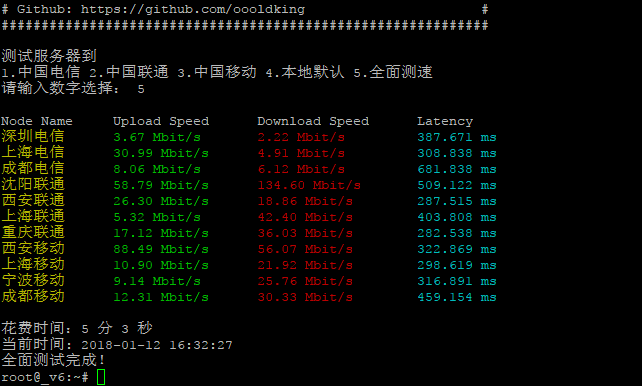 # Github: https://github.com/oooldking #
#############################################################
测试服务器到
1.中国电信 2.中国联通 3.中国移动 4.本地默认 5.全面测速
请输入数字选择： 5
Node Name Upload Speed Download Speed Latency
深圳电信 3.67 Mbit/s 2.22 Mbit/s 387.671 ms
上海电信 30.99 Mbit/s 4.91 Mbit/s 308.838 ms
成都电信 8.06 Mbit/s 6.12 Mbit/s 681.838 ms
沈阳联通 58.79 Mbit/s 134.60 Mbit/s 509.122 ms
西安联通 26.30 Mbit/s 18.86 Mbit/s 287.515 ms
上海联通 5.32 Mbit/s 42.40 Mbit/s 403.808 ms
重庆联通 17.12 Mbit/s 36.03 Mbit/s 282.538 ms
西安移动 88.49 Mbit/s 56.07 Mbit/s 322.869 ms
上海移动 10.90 Mbit/s 21.92 Mbit/s 298.619 ms
宁波移动 9.14 Mbit/s 25.76 Mbit/s 316.891 ms
成都移动 12.31 Mbit/s 30.33 Mbit/s 459.154 ms
花费时间：5 分 3 秒
当前时间：2018-01-12 16:32:27
全面测试完成！
root@_v6:~#